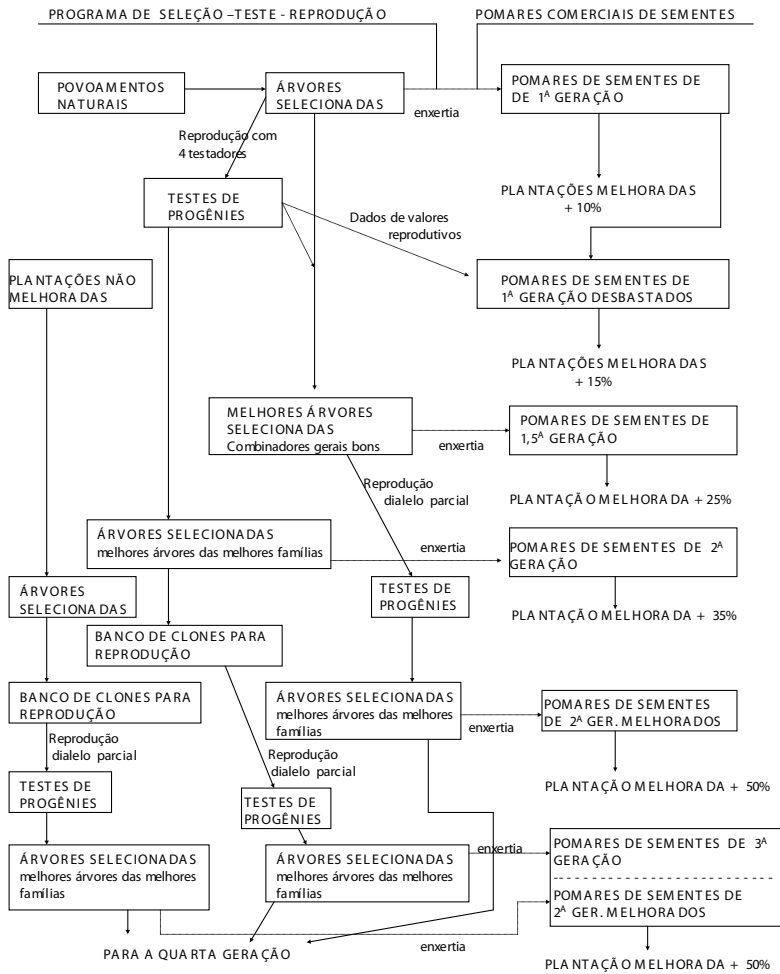 PROGRAMA DE SELEÇÃO –TESTE - REPRODUÇÃO
POMARES COMERCIAIS DE SEMENTES
POVOAMENTOS
NATURAIS
ÁRVORES
SELECIONADAS
enxertia
POMARES DE SEMENTES DE
DE 1ª GERAÇÃO
Reprodução com
4 testadores
PLANTAÇÕES MELHORADAS
+ 10%
TESTES DE
PROGÊNIES
Dados de valores
reprodutivos
PLANTAÇÕES NÃO
MELHORADAS
POMARES DE SEMENTES DE
1ª GERAÇÃO DESBASTADOS
PLANTAÇÕES MELHORADAS
+ 15%
MELHORES ÁRVORES
SELECIONADAS
Combinadores gerais bons
enxertia
POMARES DE SEMENTES DE
1,5ª GERAÇÃO
Reprodução
dialelo parcial
PLANTAÇÃO MELHORADA + 25%
ÁRVORES SELECIONADAS
melhores árvores das melhores famílias
enxertia
POMARES DE SEMENTES DE 2ª
GERAÇÃO
ÁRVORES
SELECIONADAS
TESTES DE
PROGÊNIES
PLANTAÇÃO MELHORADA + 35%
BANCO DE CLONES PARA
REPRODUÇÃO
BANCO DE CLONES PARA
REPRODUÇÃO
ÁRVORES SELECIONADAS
melhores árvores das melhores
famílias
enxertia
POMARES DE SEMENTES
DE 2ª GER. MELHORADOS
Reprodução
dialelo parcial
Reprodução
dialelo parcial
PLANTAÇÃO MELHORADA + 50%
TESTES DE
PROGÊNIES
TESTES DE
PROGÊNIES
ÁRVORES SELECIONADAS
melhores árvores das melhores
famílias
ÁRVORES SELECIONADAS
melhores árvores das melhores
famílias
enxertia
POMARES DE SEMENTES DE 3ª
GERAÇÃO
POMARES DE SEMENTES DE
2ª GER. MELHORADOS
PARA A QUARTA GERAÇÃO
enxertia
PLANTAÇÃO MELHORADA + 50%